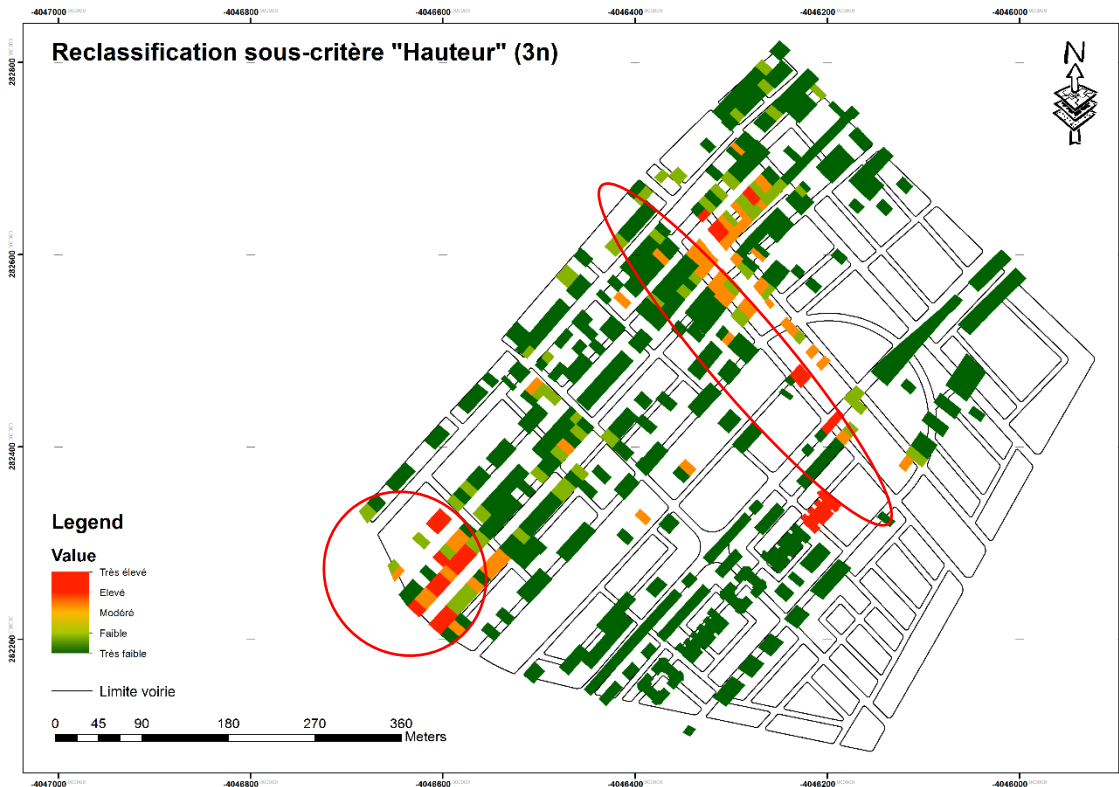 -4047000 -4046800 -4046600 -4046400 -4046200 -4046000
Reclassification sous-critère "Hauteur" (3n)
N
282800
282600
282400
282200
Legend
Value
Très élevé
Elevé
Modéré
Faible
Très faible
Limite voirie
0 45 90 180 270 360
Meters
-4047000 -4046800 -4046600 -4046400 -4046200 -4046000